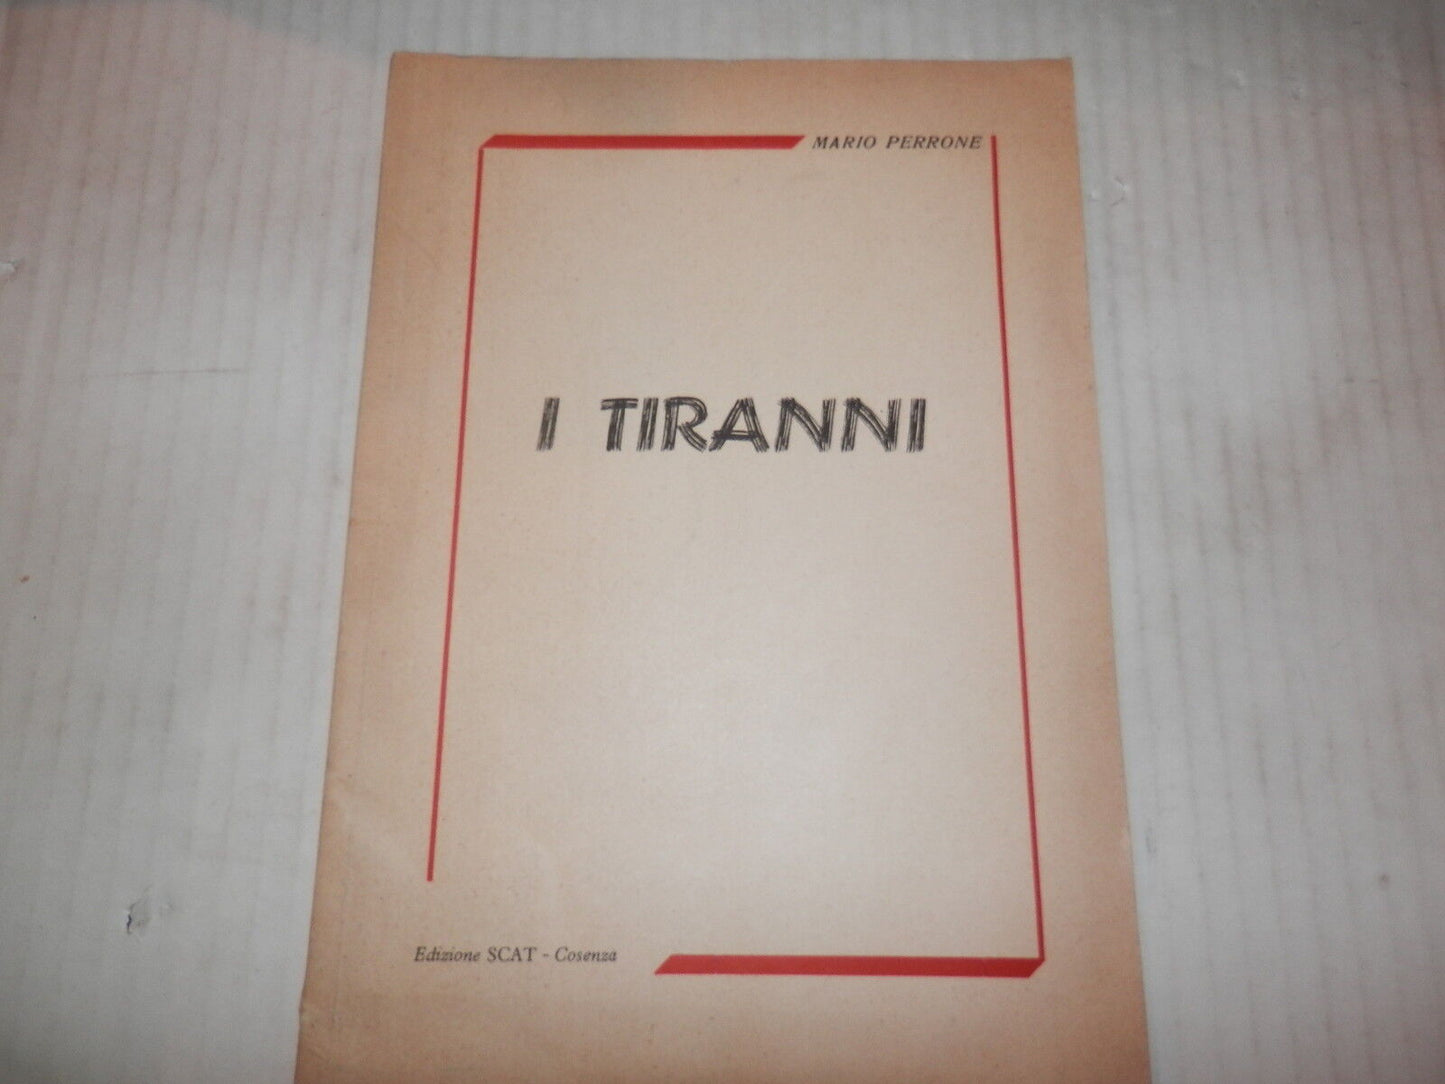 MARIO PERRONE
I TIRANNI
Edizione SCAT - Cosenza